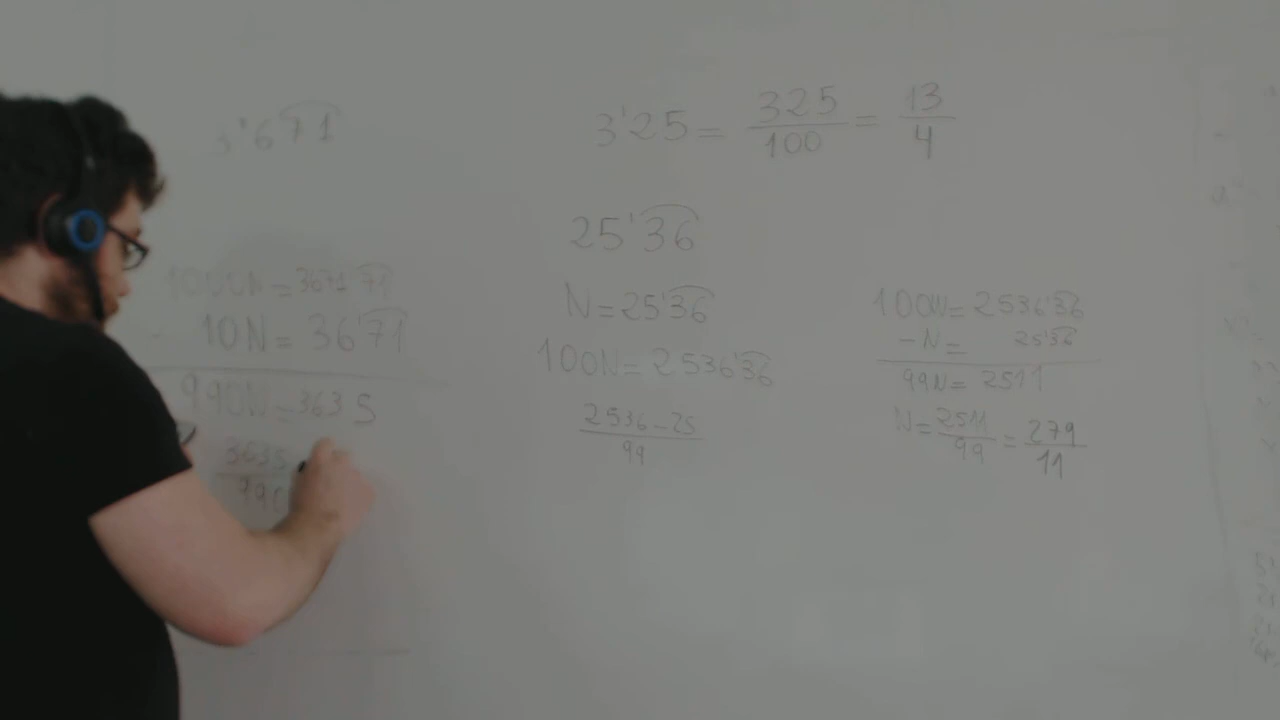 3'671
1000N = 3671'71
10N = 36'71
990N = 3635
3635
990
3'25 = 325/100 = 13/4
25'36
N = 25'36
100N = 2536'36
2536 - 25
99
100N = 2536'36
- N = 25'36
99N = 2511
N = 2511/99 = 279/11